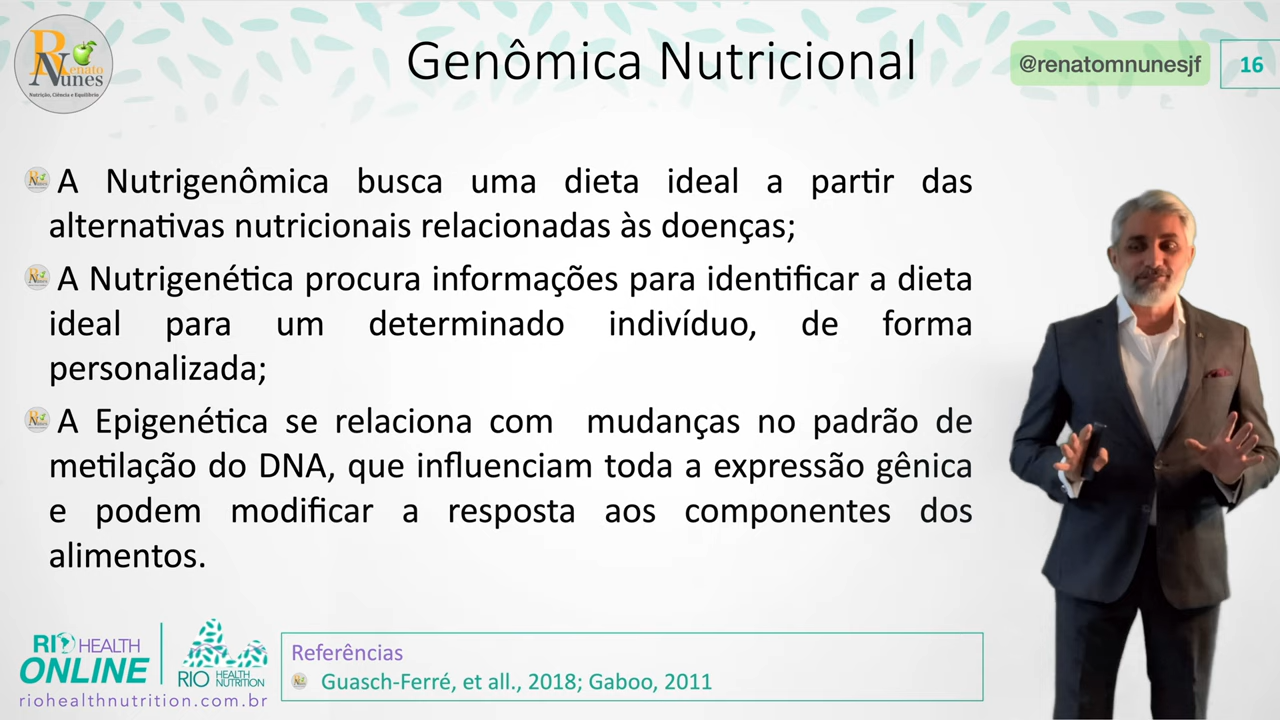 Renato
Nunes
Nutrição, Ciência e Equilíbrio
Genômica Nutricional
@renatomnunesjf
16
A Nutrigenômica busca uma dieta ideal a partir das
alternativas nutricionais relacionadas às doenças;
A Nutrigenética procura informações para identificar a dieta
ideal para um determinado indivíduo, de forma
personalizada;
A Epigenética se relaciona com mudanças no padrão de
metilação do DNA, que influenciam toda a expressão gênica
e podem modificar a resposta aos componentes dos
alimentos.
RIO HEALTH
ONLINE
RIO HEALTH NUTRITION
riohealthnutrition.com.br
Referências
Guasch-Ferré, et all., 2018; Gaboo, 2011